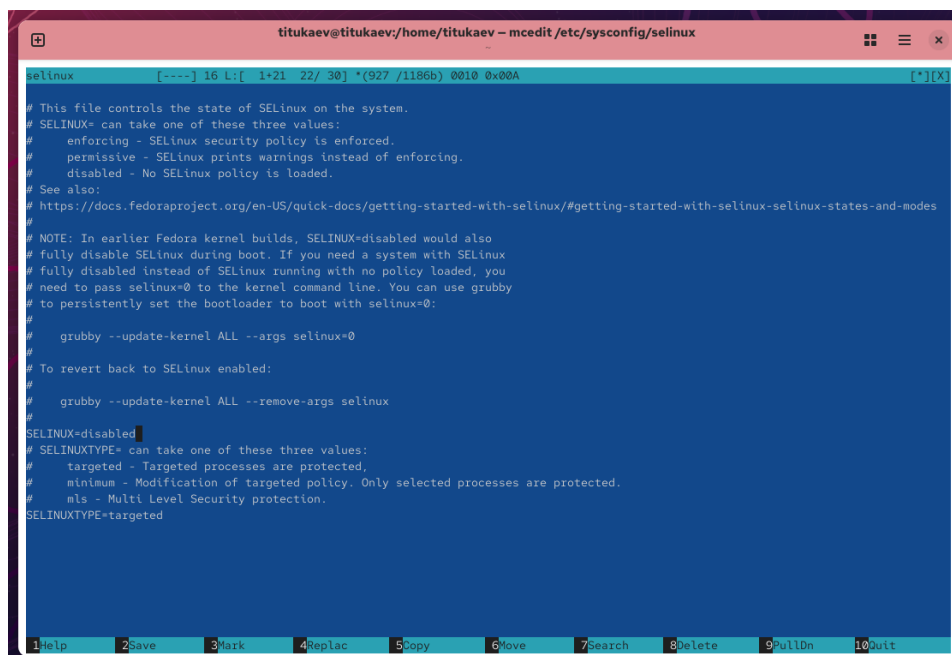 titukaev@titukaev:/home/titukaev — mcedit /etc/sysconfig/selinux
~
selinux [----] 16 L:[ 1+21 22/ 30] *(927 /1186b) 0010 0x00A [*][X]
# This file controls the state of SELinux on the system.
# SELINUX= can take one of these three values:
# enforcing - SELinux security policy is enforced.
# permissive - SELinux prints warnings instead of enforcing.
# disabled - No SELinux policy is loaded.
# See also:
# https://docs.fedoraproject.org/en-US/quick-docs/getting-started-with-selinux/#getting-started-with-selinux-selinux-states-and-modes
#
# NOTE: In earlier Fedora kernel builds, SELINUX=disabled would also
# fully disable SELinux during boot. If you need a system with SELinux
# fully disabled instead of SELinux running with no policy loaded, you
# need to pass selinux=0 to the kernel command line. You can use grubby
# to persistently set the bootloader to boot with selinux=0:
#
# grubby --update-kernel ALL --args selinux=0
#
# To revert back to SELinux enabled:
#
# grubby --update-kernel ALL --remove-args selinux
#
SELINUX=disabled
# SELINUXTYPE= can take one of these three values:
# targeted - Targeted processes are protected,
# minimum - Modification of targeted policy. Only selected processes are protected.
# mls - Multi Level Security protection.
SELINUXTYPE=targeted
1Help 2Save 3Mark 4Replac 5Copy 6Move 7Search 8Delete 9PullDn 10Quit